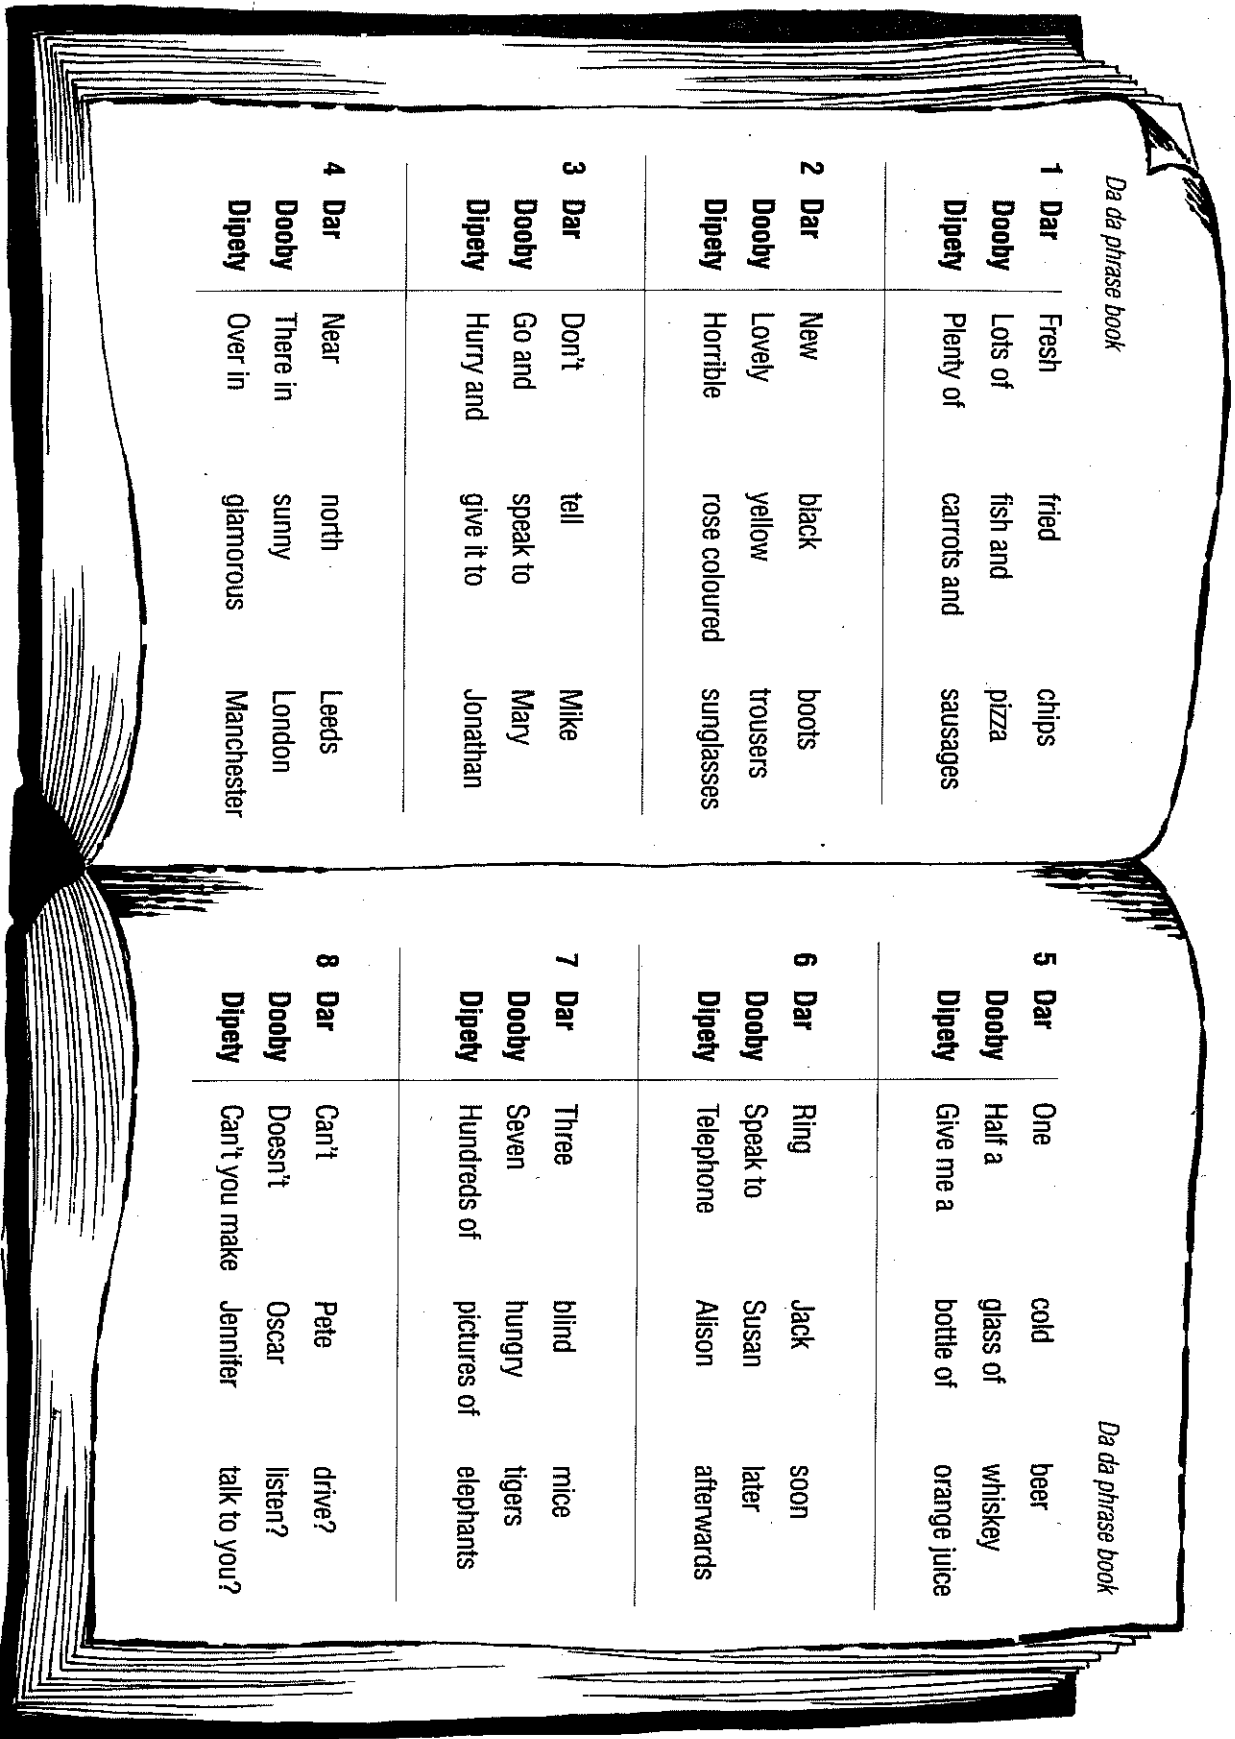 Da da phrase book
1 Dar Fresh fried chips
Dooby Lots of fish and pizza
Dipety Plenty of carrots and sausages
2 Dar New black boots
Dooby Lovely yellow trousers
Dipety Horrible rose coloured sunglasses
3 Dar Don't tell Mike
Dooby Go and speak to Mary
Dipety Hurry and give it to Jonathan
4 Dar Near north Leeds
Dooby There in sunny London
Dipety Over in glamorous Manchester
Da da phrase book
5 Dar One cold beer
Dooby Half a glass of whiskey
Dipety Give me a bottle of orange juice
6 Dar Ring Jack soon
Dooby Speak to Susan later
Dipety Telephone Alison afterwards
7 Dar Three blind mice
Dooby Seven hungry tigers
Dipety Hundreds of pictures of elephants
8 Dar Can't Pete drive?
Dooby Doesn't Oscar listen?
Dipety Can't you make Jennifer talk to you?